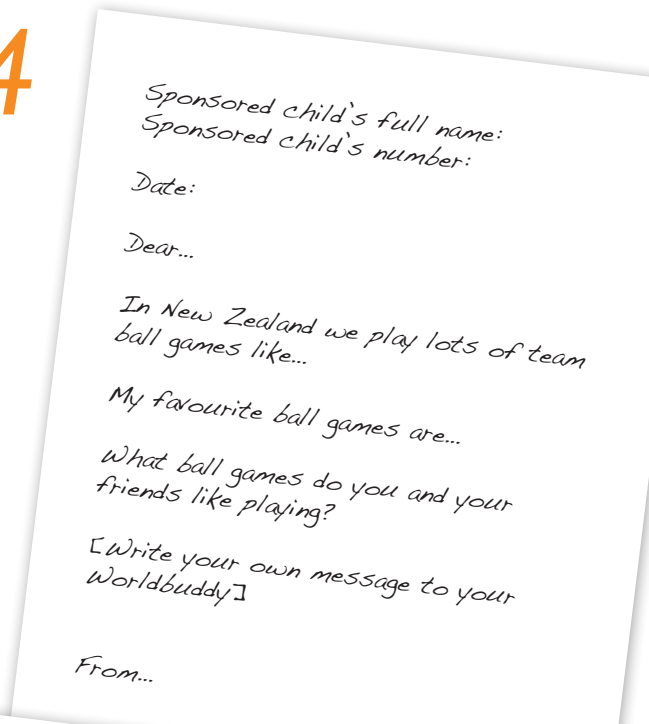 4
Sponsored child's full name:
Sponsored child's number:
Date:
Dear...
In New Zealand we play lots of team
ball games like...
My favourite ball games are...
What ball games do you and your
friends like playing?
[Write your own message to your
Worldbuddy]
From...